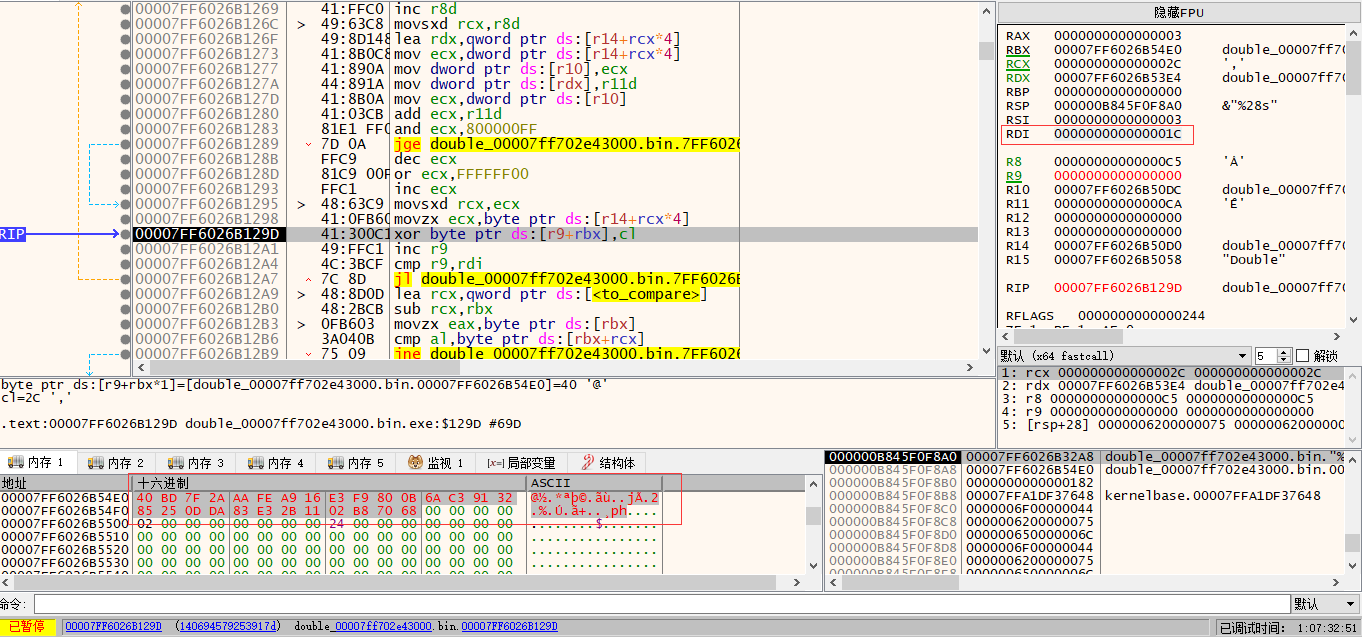 00007FF6026B1269 41:FFC0 inc r8d
00007FF6026B126C > 49:63C8 movsxd rcx,r8d
00007FF6026B126F 49:8D148 lea rdx,qword ptr ds:[r14+rcx*4]
00007FF6026B1273 41:8B0C8 mov ecx,dword ptr ds:[r14+rcx*4]
00007FF6026B1277 41:890A mov dword ptr ds:[r10],ecx
00007FF6026B127A 44:891A mov dword ptr ds:[rdx],r11d
00007FF6026B127D 41:8B0A mov ecx,dword ptr ds:[r10]
00007FF6026B1280 41:03CB add ecx,r11d
00007FF6026B1283 81E1 FF0 and ecx,800000FF
00007FF6026B1289 7D 0A jge double_00007ff702e43000.bin.7FF6026
00007FF6026B128B FFC9 dec ecx
00007FF6026B128D 81C9 00F or ecx,FFFFFF00
00007FF6026B1293 FFC1 inc ecx
00007FF6026B1295 > 48:63C9 movsxd rcx,ecx
00007FF6026B1298 41:0FB60 movzx ecx,byte ptr ds:[r14+rcx*4]
RIP 00007FF6026B129D 41:300C1 xor byte ptr ds:[r9+rbx],cl
00007FF6026B12A1 49:FFC1 inc r9
00007FF6026B12A4 4C:3BCF cmp r9,rdi
00007FF6026B12A7 7C 8D jl double_00007ff702e43000.bin.7FF6026B
00007FF6026B12A9 > 48:8D0D lea rcx,qword ptr ds:[<to_compare>]
00007FF6026B12B0 48:2BCB sub rcx,rbx
00007FF6026B12B3 > 0FB603 movzx eax,byte ptr ds:[rbx]
00007FF6026B12B6 3A040B cmp al,byte ptr ds:[rbx+rcx]
00007FF6026B12B9 75 09 jne double_00007ff702e43000.bin.7FF6026
隐藏FPU
RAX 0000000000000003
RBX 00007FF6026B54E0 double_00007ff70
RCX 000000000000002C ','
RDX 00007FF6026B53E4 double_00007ff70
RBP 0000000000000000
RSP 000000B845F0F8A0 &"%28s"
RSI 0000000000000003
RDI 000000000000001C
R8 00000000000000C5 'Å'
R9 0000000000000000
R10 00007FF6026B50DC double_00007ff70
R11 00000000000000CA 'Ê'
R12 0000000000000000
R13 0000000000000000
R14 00007FF6026B50D0 double_00007ff70
R15 00007FF6026B5058 "Double"
RIP 00007FF6026B129D double_00007ff70
RFLAGS 0000000000000244
默认 (x64 fastcall) 5 解锁
1: rcx 000000000000002C 000000000000002C
2: rdx 00007FF6026B53E4 double_00007ff702e4
3: r8 00000000000000C5 00000000000000C5
4: r9 0000000000000000 0000000000000000
5: [rsp+28] 0000006200000075 0000006200000
byte ptr ds:[r9+rbx*1]=[double_00007ff702e43000.bin.00007FF6026B54E0]=40 '@'
cl=2C ','
.text:00007FF6026B129D double_00007ff702e43000.bin.exe:$129D #69D
内存 1 内存 2 内存 3 内存 4 内存 5 监视 1 [x=] 局部变量 结构体
地址 十六进制 ASCII
00007FF6026B54E0 40 BD 7F 2A AA FE A9 16 E3 F9 80 0B 6A C3 91 32 @½.*ªþ©.ãù..jÃ.2
00007FF6026B54F0 85 25 0D DA 83 E3 2B 11 02 B8 70 68 00 00 00 00 .%.Ú.ã+..¸ph....
00007FF6026B5500 02 00 00 00 00 00 00 00 24 00 00 00 00 00 00 00 ........$.......
00007FF6026B5510 00 00 00 00 00 00 00 00 00 00 00 00 00 00 00 00 ................
00007FF6026B5520 00 00 00 00 00 00 00 00 00 00 00 00 00 00 00 00 ................
00007FF6026B5530 00 00 00 00 00 00 00 00 00 00 00 00 00 00 00 00 ................
000000B845F0F8A0 00007FF6026B32A8 double_00007ff702e43000.bin."%
000000B845F0F8A8 00007FF6026B54E0 double_00007ff702e43000.bin.00
000000B845F0F8B0 0000000000000182
000000B845F0F8B8 00007FFA1DF37648 kernelbase.00007FFA1DF37648
000000B845F0F8C0 0000006F00000044
000000B845F0F8C8 0000006200000075
000000B845F0F8D0 000000650000006C
000000B845F0F8D8 0000006F00000044
000000B845F0F8E0 0000006200000075
命令: 默认
已暂停 00007FF6026B129D (140694579253917d) double_00007ff702e43000.bin.00007FF6026B129D 已调试时间: 1:07:32:51